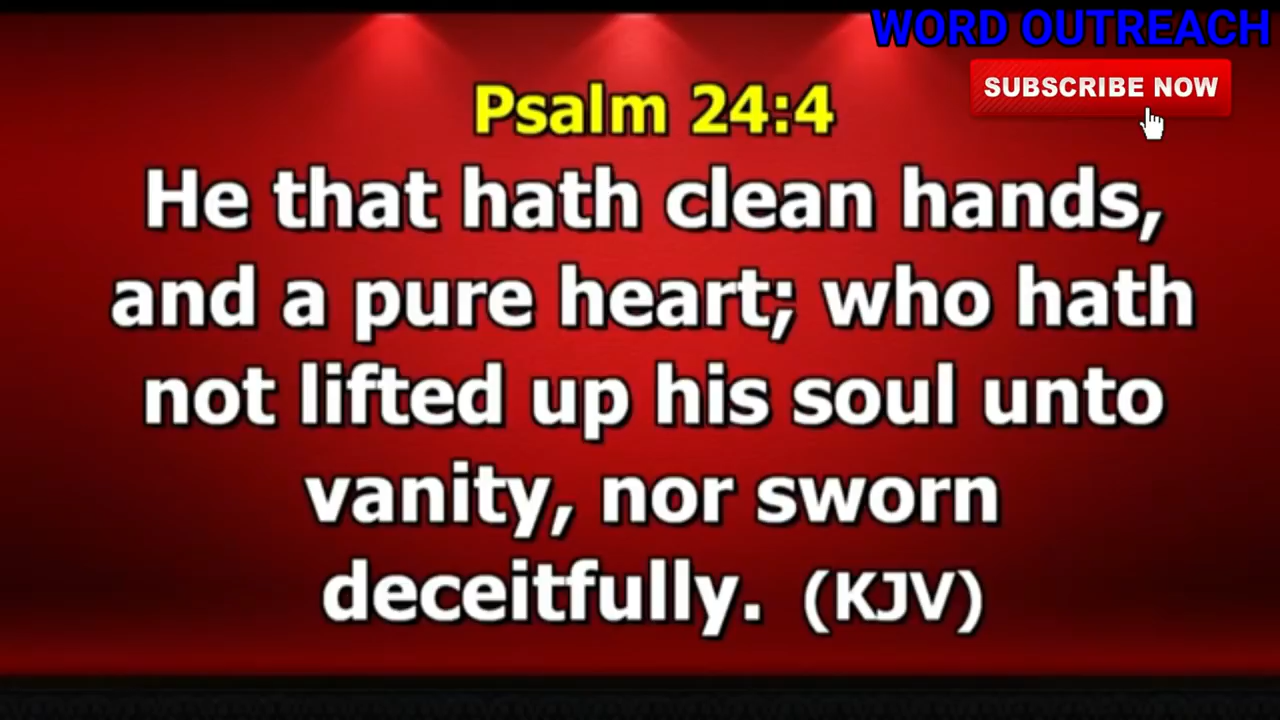 WORD OUTREACH
SUBSCRIBE NOW
Psalm 24:4
He that hath clean hands,
and a pure heart; who hath
not lifted up his soul unto
vanity, nor sworn
deceitfully. (KJV)